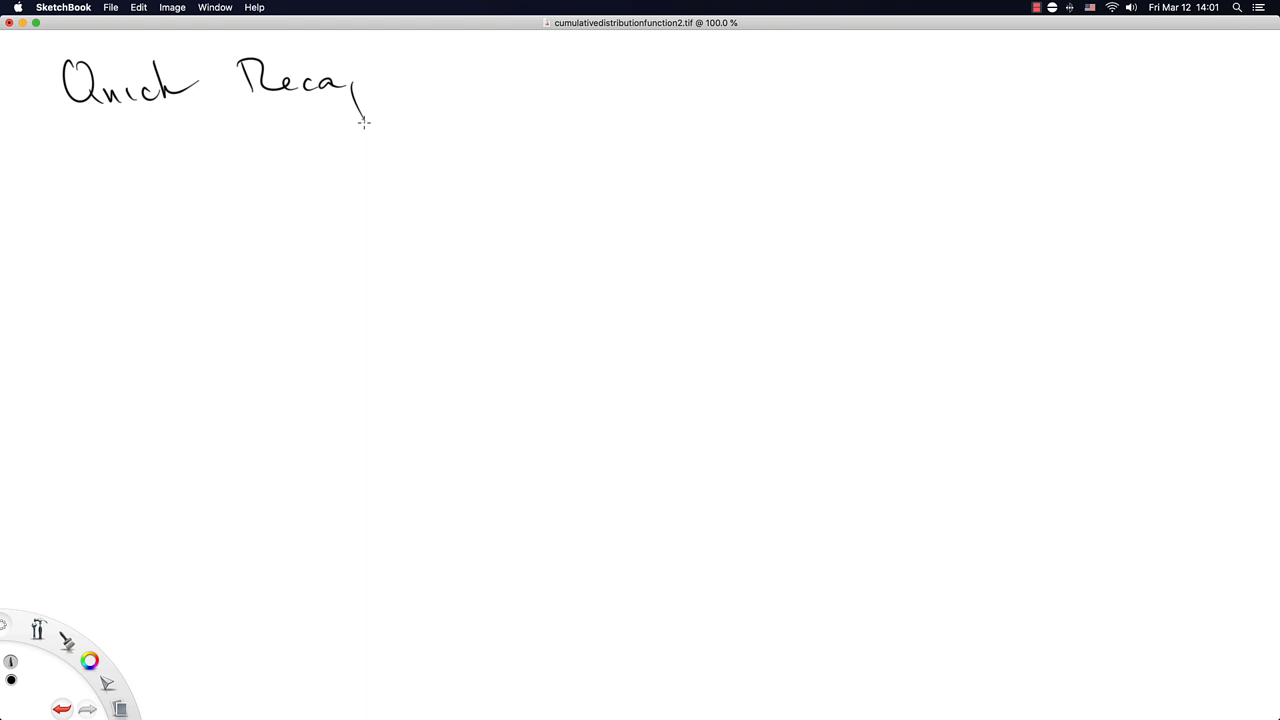 SketchBook File Edit Image Window Help Fri Mar 12 14:01
cumulativedistributionfunction2.tif @ 100.0 %
Quick Reca